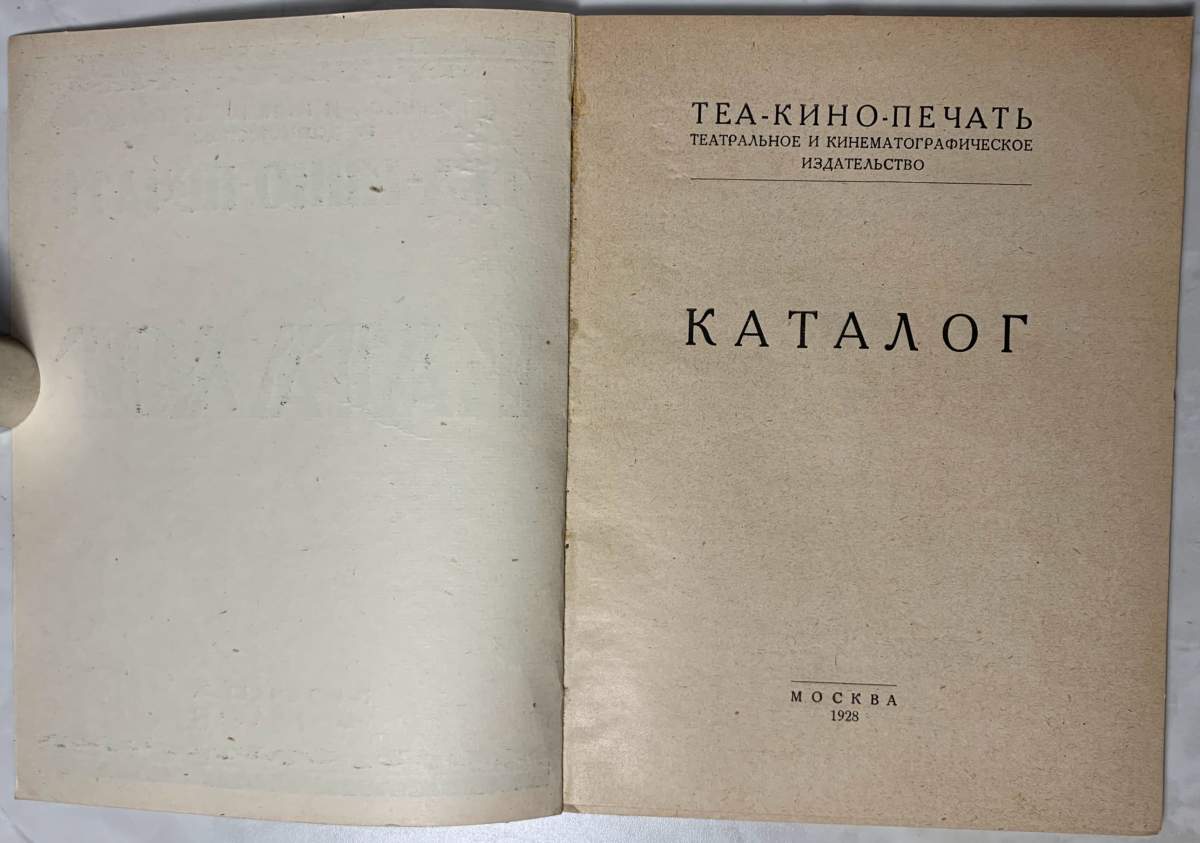 ТЕА-КИНО-ПЕЧАТЬ
ТЕАТРАЛЬНОЕ И КИНЕМАТОГРАФИЧЕСКОЕ
ИЗДАТЕЛЬСТВО
КАТАЛОГ
МОСКВА
1928